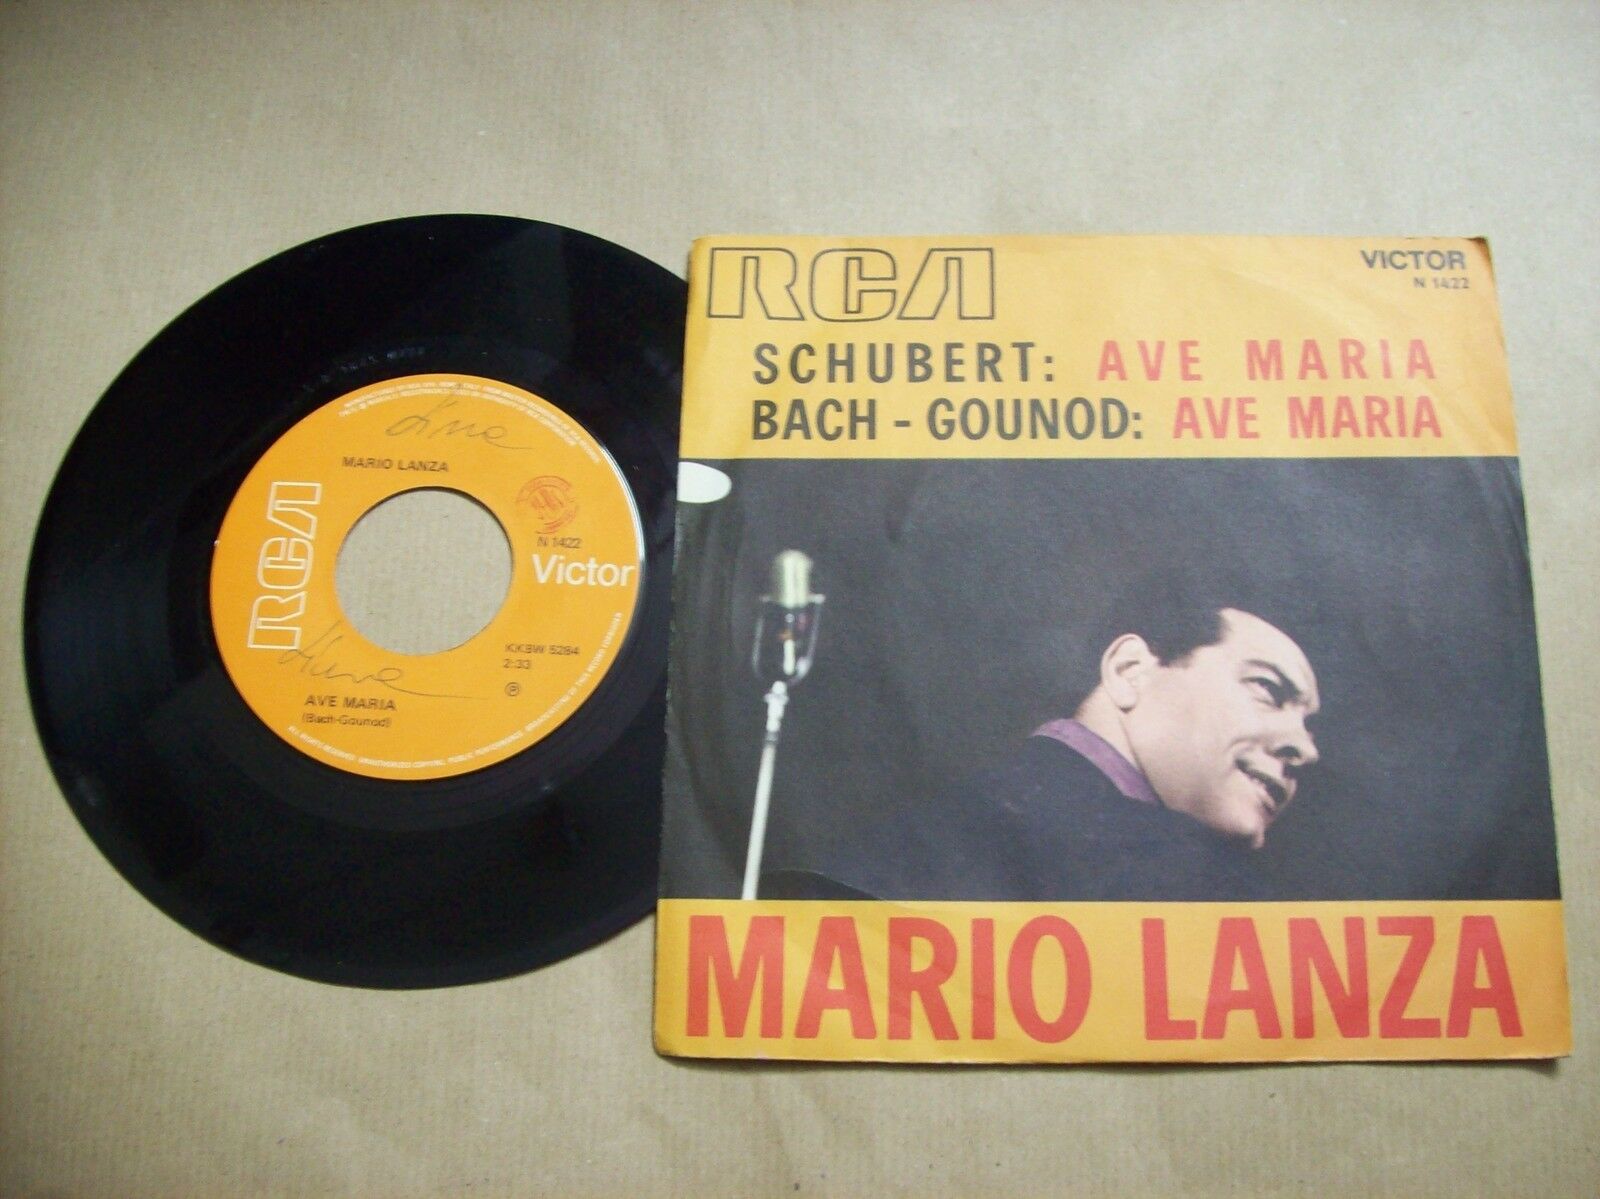 MARIO LANZA
RCA
N 1422
Victor
KKBW 5284
2:33
℗
AVE MARIA
(Bach-Gounod)
RCA
VICTOR
N 1422
SCHUBERT: AVE MARIA
BACH - GOUNOD: AVE MARIA
MARIO LANZA